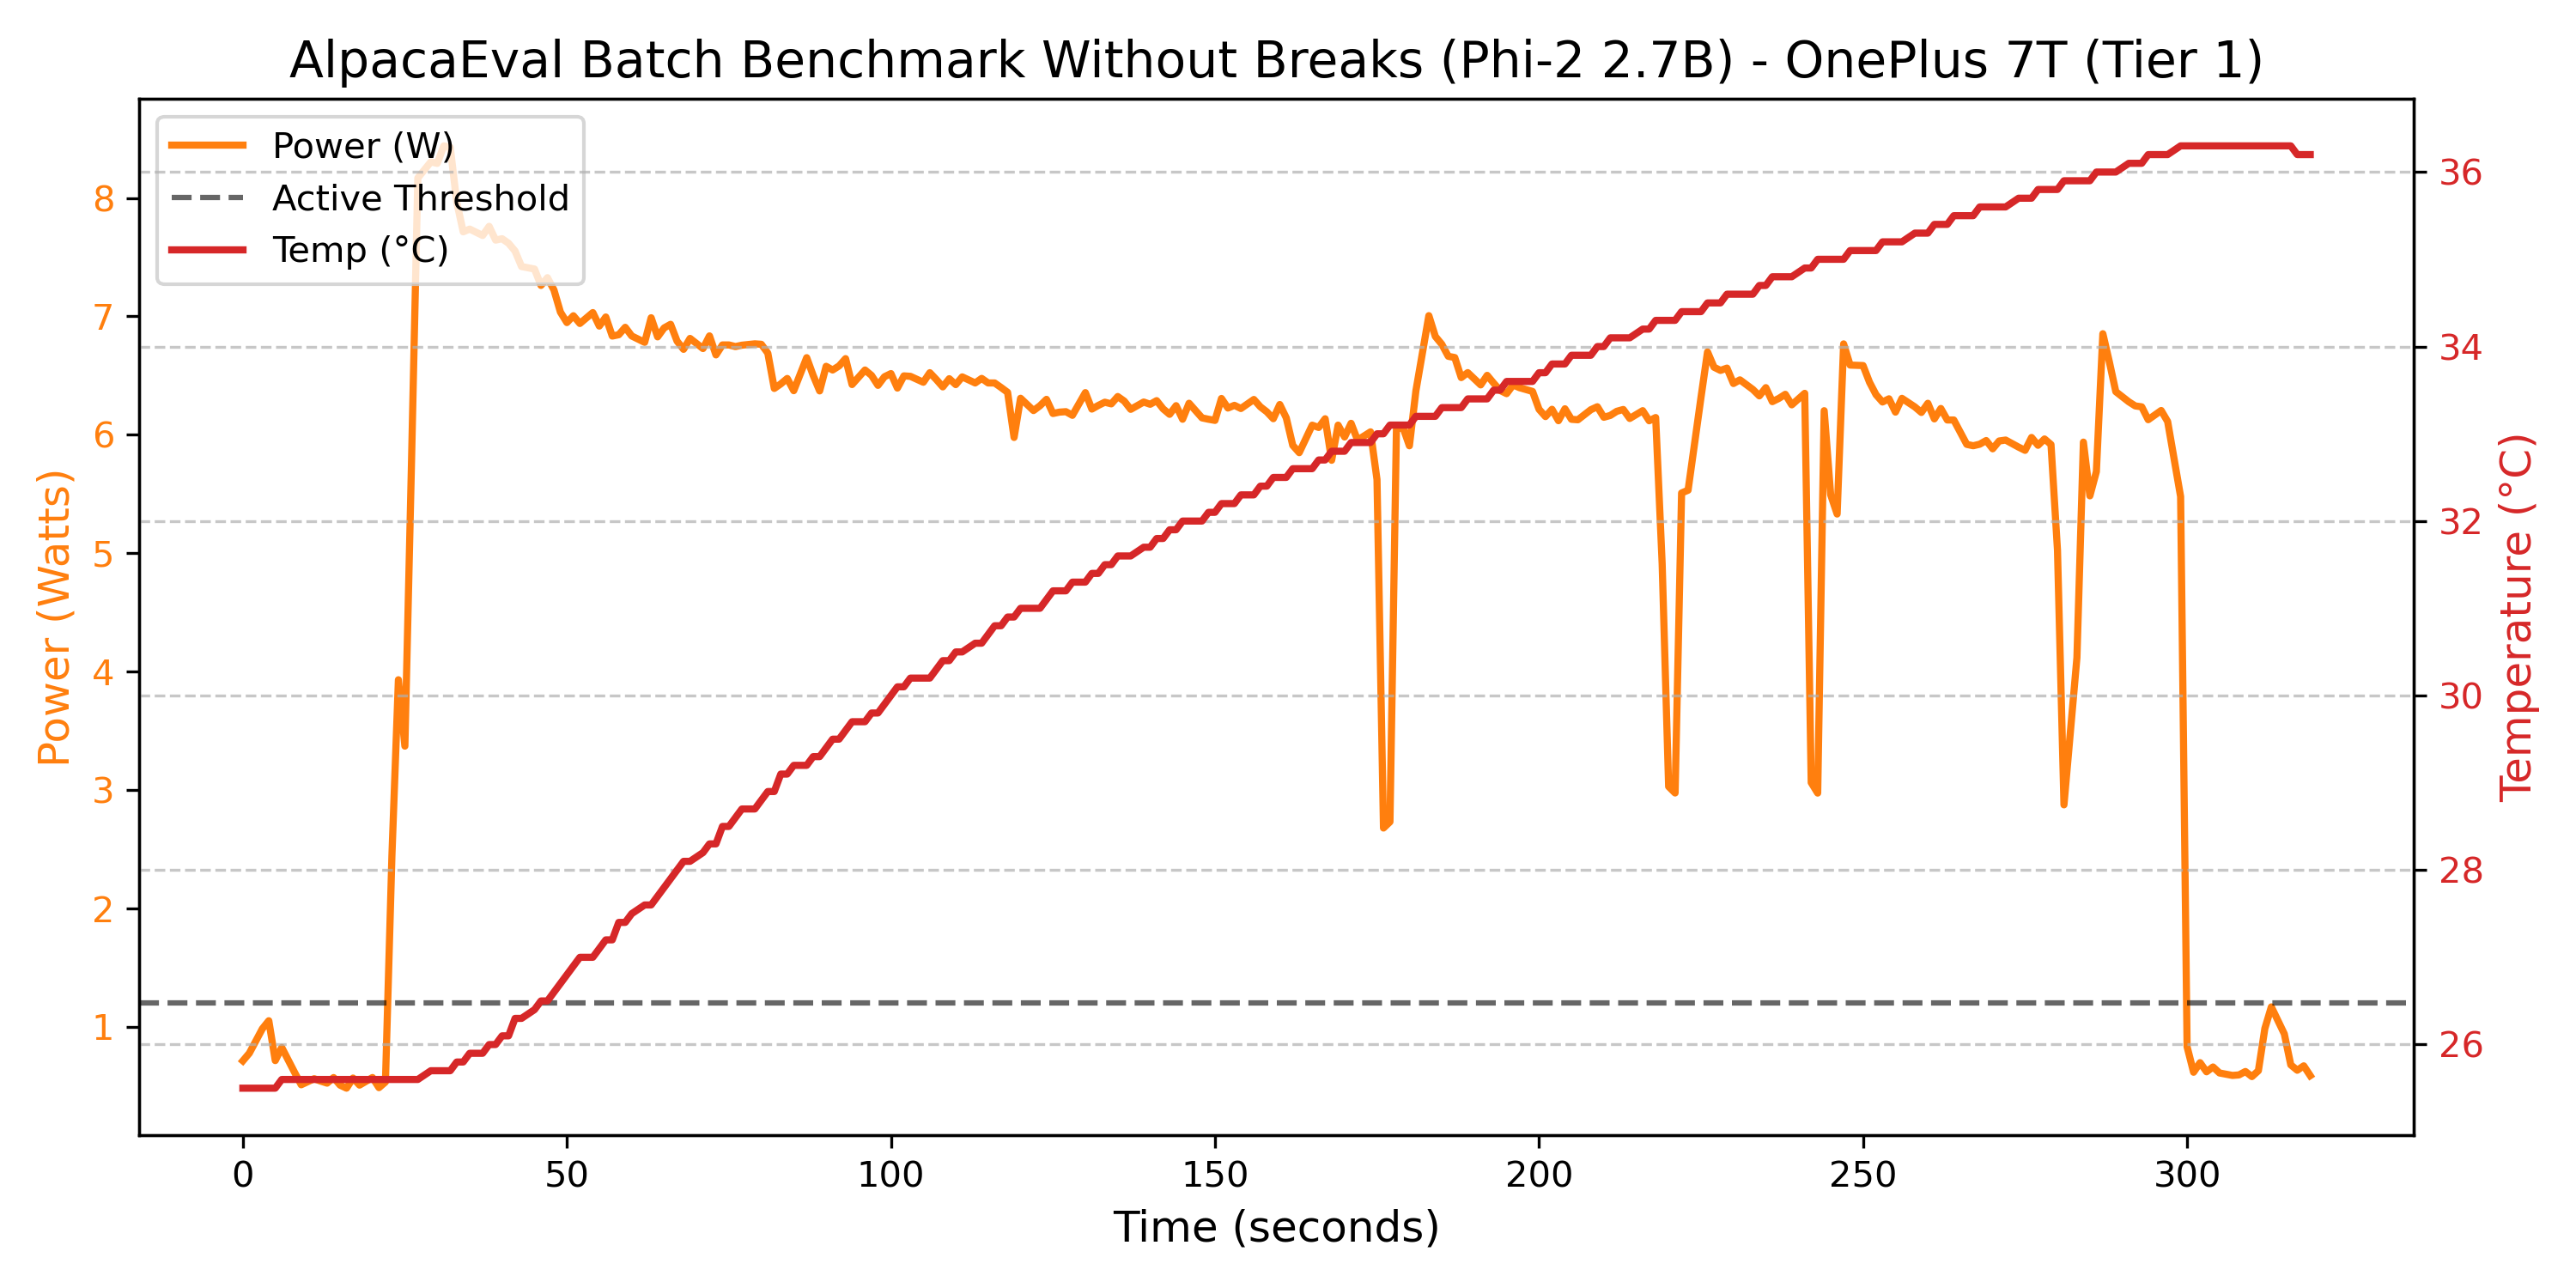 AlpacaEval Batch Benchmark Without Breaks (Phi-2 2.7B) - OnePlus 7T (Tier 1)
Power (W)
Active Threshold
Temp (°C)
Power (Watts)
8
7
6
5
4
3
2
1
36
34
32
30
28
26
Temperature (°C)
0 50 100 150 200 250 300
Time (seconds)